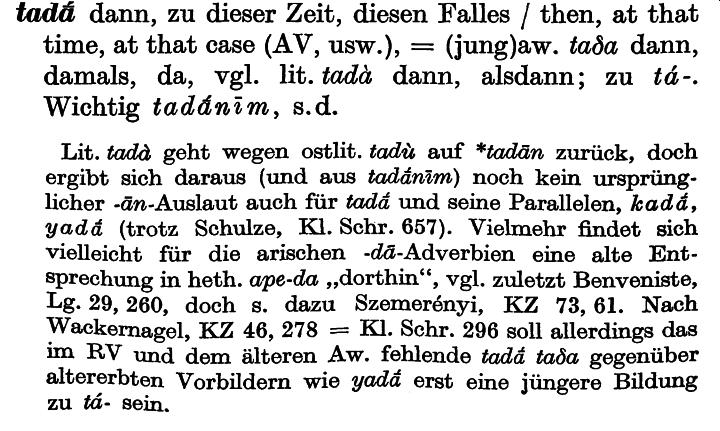 tadā́ dann, zu dieser Zeit, diesen Falles / then, at that
time, at that case (AV, usw.), = (jung)aw. taδa dann,
damals, da, vgl. lit. tadà dann, alsdann; zu tá-.
Wichtig tadā́nīm, s.d.
Lit. tadà geht wegen ostlit. tadù auf *tadān zurück, doch
ergibt sich daraus (und aus tadā́nīm) noch kein ursprüng-
licher -ān-Auslaut auch für tadā́ und seine Parallelen, kadā́,
yadā́ (trotz Schulze, Kl. Schr. 657). Vielmehr findet sich
vielleicht für die arischen -dā-Adverbien eine alte Ent-
sprechung in heth. ape-da „dorthin“, vgl. zuletzt Benveniste,
Lg. 29, 260, doch s. dazu Szemerényi, KZ 73, 61. Nach
Wackernagel, KZ 46, 278 = Kl. Schr. 296 soll allerdings das
im RV und dem älteren Aw. fehlende tadā́ taδa gegenüber
altererbten Vorbildern wie yadā́ erst eine jüngere Bildung
zu tá- sein.